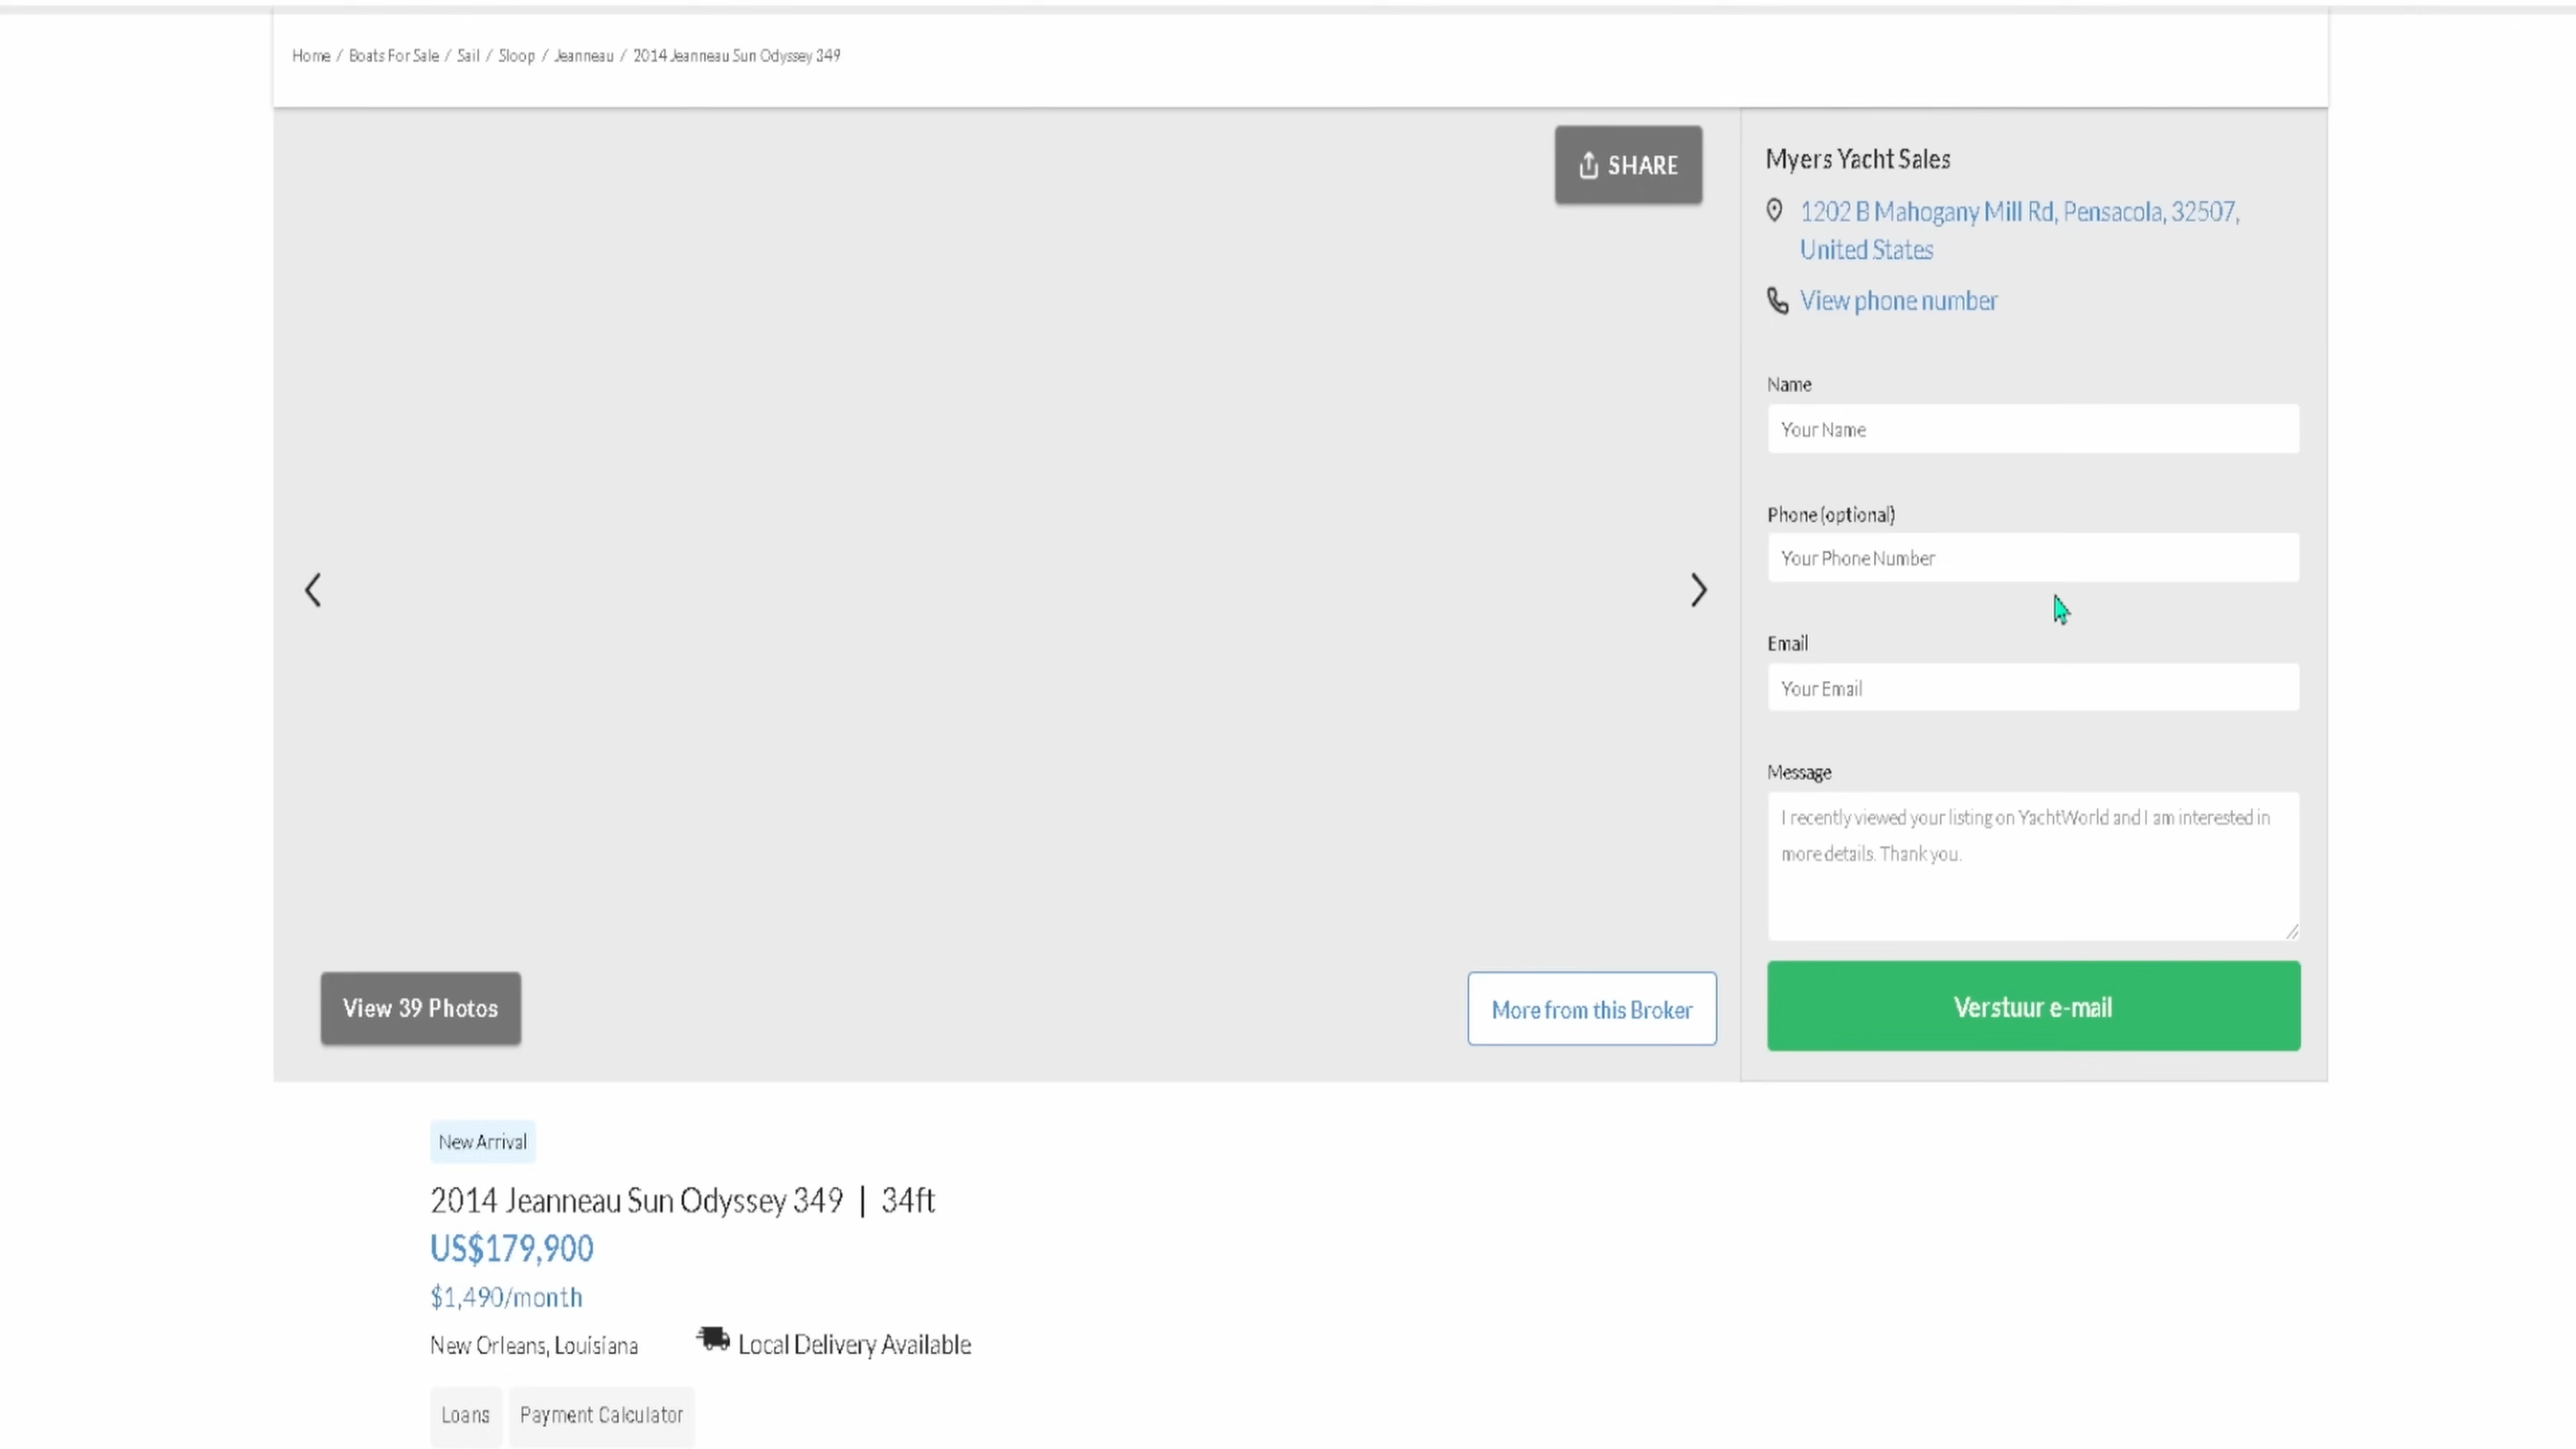 Home / Boats For Sale / Sail / Sloop / Jeanneau / 2014 Jeanneau Sun Odyssey 349
SHARE
Myers Yacht Sales
1202 B Mahogany Mill Rd, Pensacola, 32507,
United States
View phone number
Name
Your Name
Phone (optional)
Your Phone Number
Email
Your Email
Message
I recently viewed your listing on YachtWorld and I am interested in
more details. Thank you.
View 39 Photos
More from this Broker
Verstuur e-mail
New Arrival
2014 Jeanneau Sun Odyssey 349 | 34ft
US$179,900
$1,490/month
New Orleans, Louisiana
Local Delivery Available
Loans
Payment Calculator